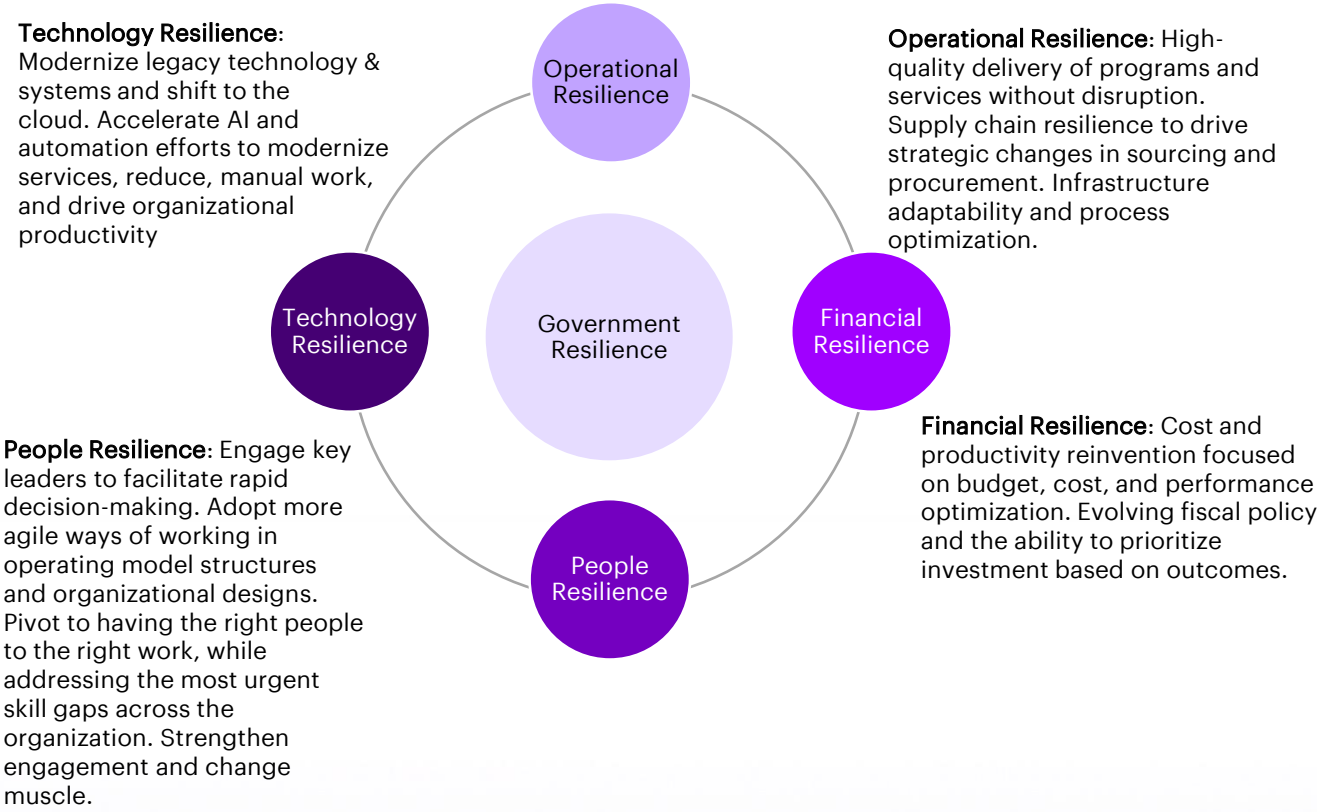 Technology Resilience:
Modernize legacy technology &
systems and shift to the
cloud. Accelerate AI and
automation efforts to modernize
services, reduce, manual work,
and drive organizational
productivity
Operational
Resilience
Operational Resilience: High-
quality delivery of programs and
services without disruption.
Supply chain resilience to drive
strategic changes in sourcing and
procurement. Infrastructure
adaptability and process
optimization.
Technology
Resilience
Government
Resilience
Financial
Resilience
People Resilience: Engage key
leaders to facilitate rapid
decision-making. Adopt more
agile ways of working in
operating model structures
and organizational designs.
Pivot to having the right people
to the right work, while
addressing the most urgent
skill gaps across the
organization. Strengthen
engagement and change
muscle.
People
Resilience
Financial Resilience: Cost and
productivity reinvention focused
on budget, cost, and performance
optimization. Evolving fiscal policy
and the ability to prioritize
investment based on outcomes.